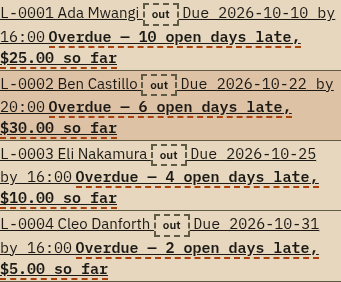 L-0001 Ada Mwangi out Due 2026-10-10 by
16:00 Overdue — 10 open days late,
$25.00 so far
L-0002 Ben Castillo out Due 2026-10-22 by
20:00 Overdue — 6 open days late,
$30.00 so far
L-0003 Eli Nakamura out Due 2026-10-25
by 16:00 Overdue — 4 open days late,
$10.00 so far
L-0004 Cleo Danforth out Due 2026-10-31
by 16:00 Overdue — 2 open days late,
$5.00 so far